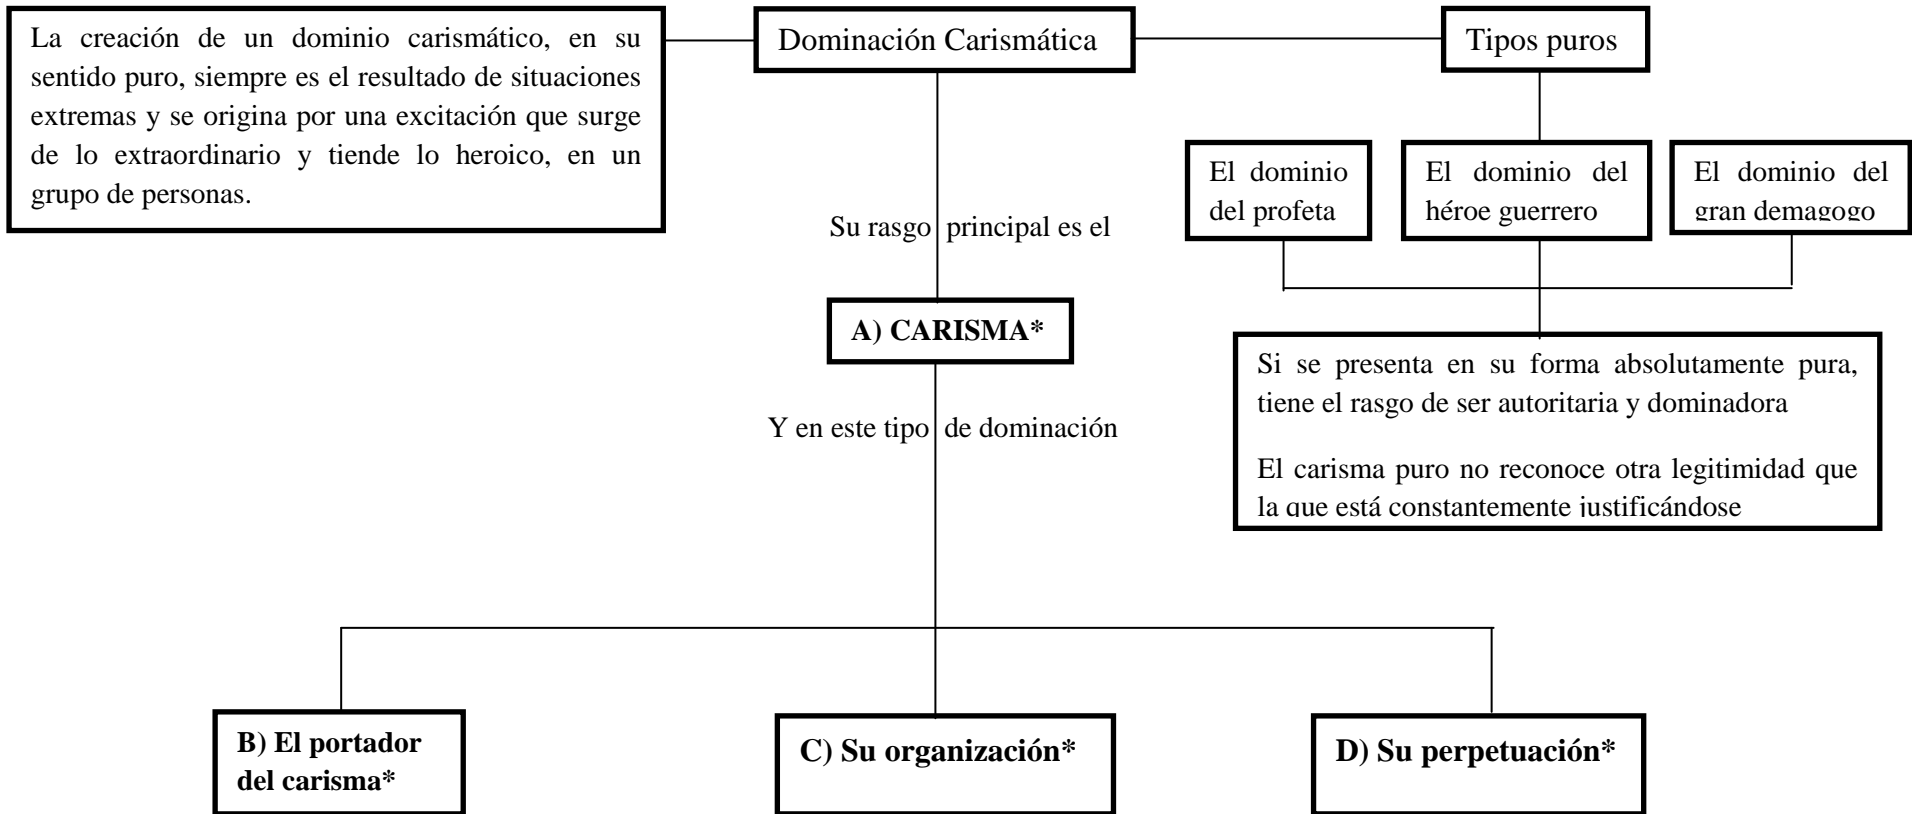 La creación de un dominio carismático, en su
sentido puro, siempre es el resultado de situaciones
extremas y se origina por una excitación que surge
de lo extraordinario y tiende lo heroico, en un
grupo de personas.
Dominación Carismática
Tipos puros
El dominio
del profeta
El dominio del
héroe guerrero
El dominio del
gran demagogo
Su rasgo principal es el
A) CARISMA*
Si se presenta en su forma absolutamente pura,
tiene el rasgo de ser autoritaria y dominadora
El carisma puro no reconoce otra legitimidad que
la que está constantemente justificándose
Y en este tipo de dominación
B) El portador
del carisma*
C) Su organización*
D) Su perpetuación*